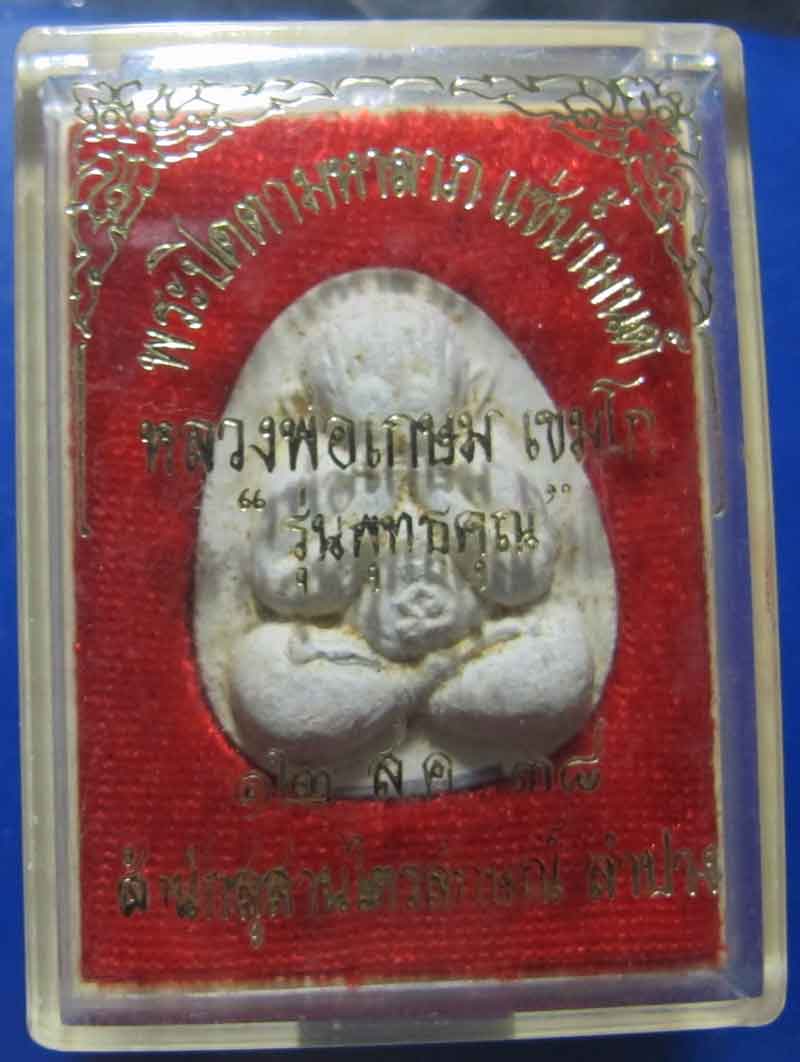 พระปิดตามหาลาภ แช่น้ำมนต์
หลวงพ่อเกษม เขมโก
“รุ่นพุทธคุณ”
๑๒ ส ค ๓๘
สำนักสุสานไตรลักษณ์ ลำปาง